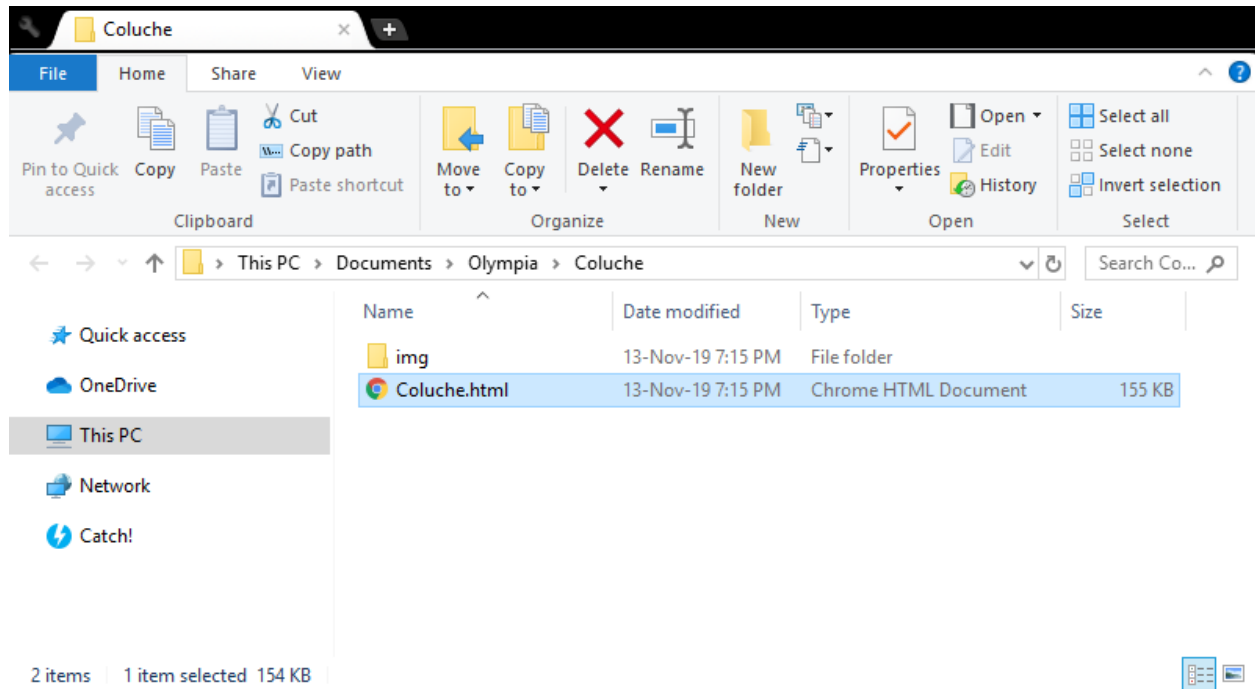 Coluche
File Home Share View
Pin to Quick access
Copy
Paste
Cut
Copy path
Paste shortcut
Clipboard
Move to
Copy to
Delete
Rename
Organize
New folder
New
Properties
Open
Edit
History
Open
Select all
Select none
Invert selection
Select
This PC > Documents > Olympia > Coluche
Search Co...
Quick access
OneDrive
This PC
Network
Catch!
Name Date modified Type Size
img 13-Nov-19 7:15 PM File folder
Coluche.html 13-Nov-19 7:15 PM Chrome HTML Document 155 KB
2 items 1 item selected 154 KB